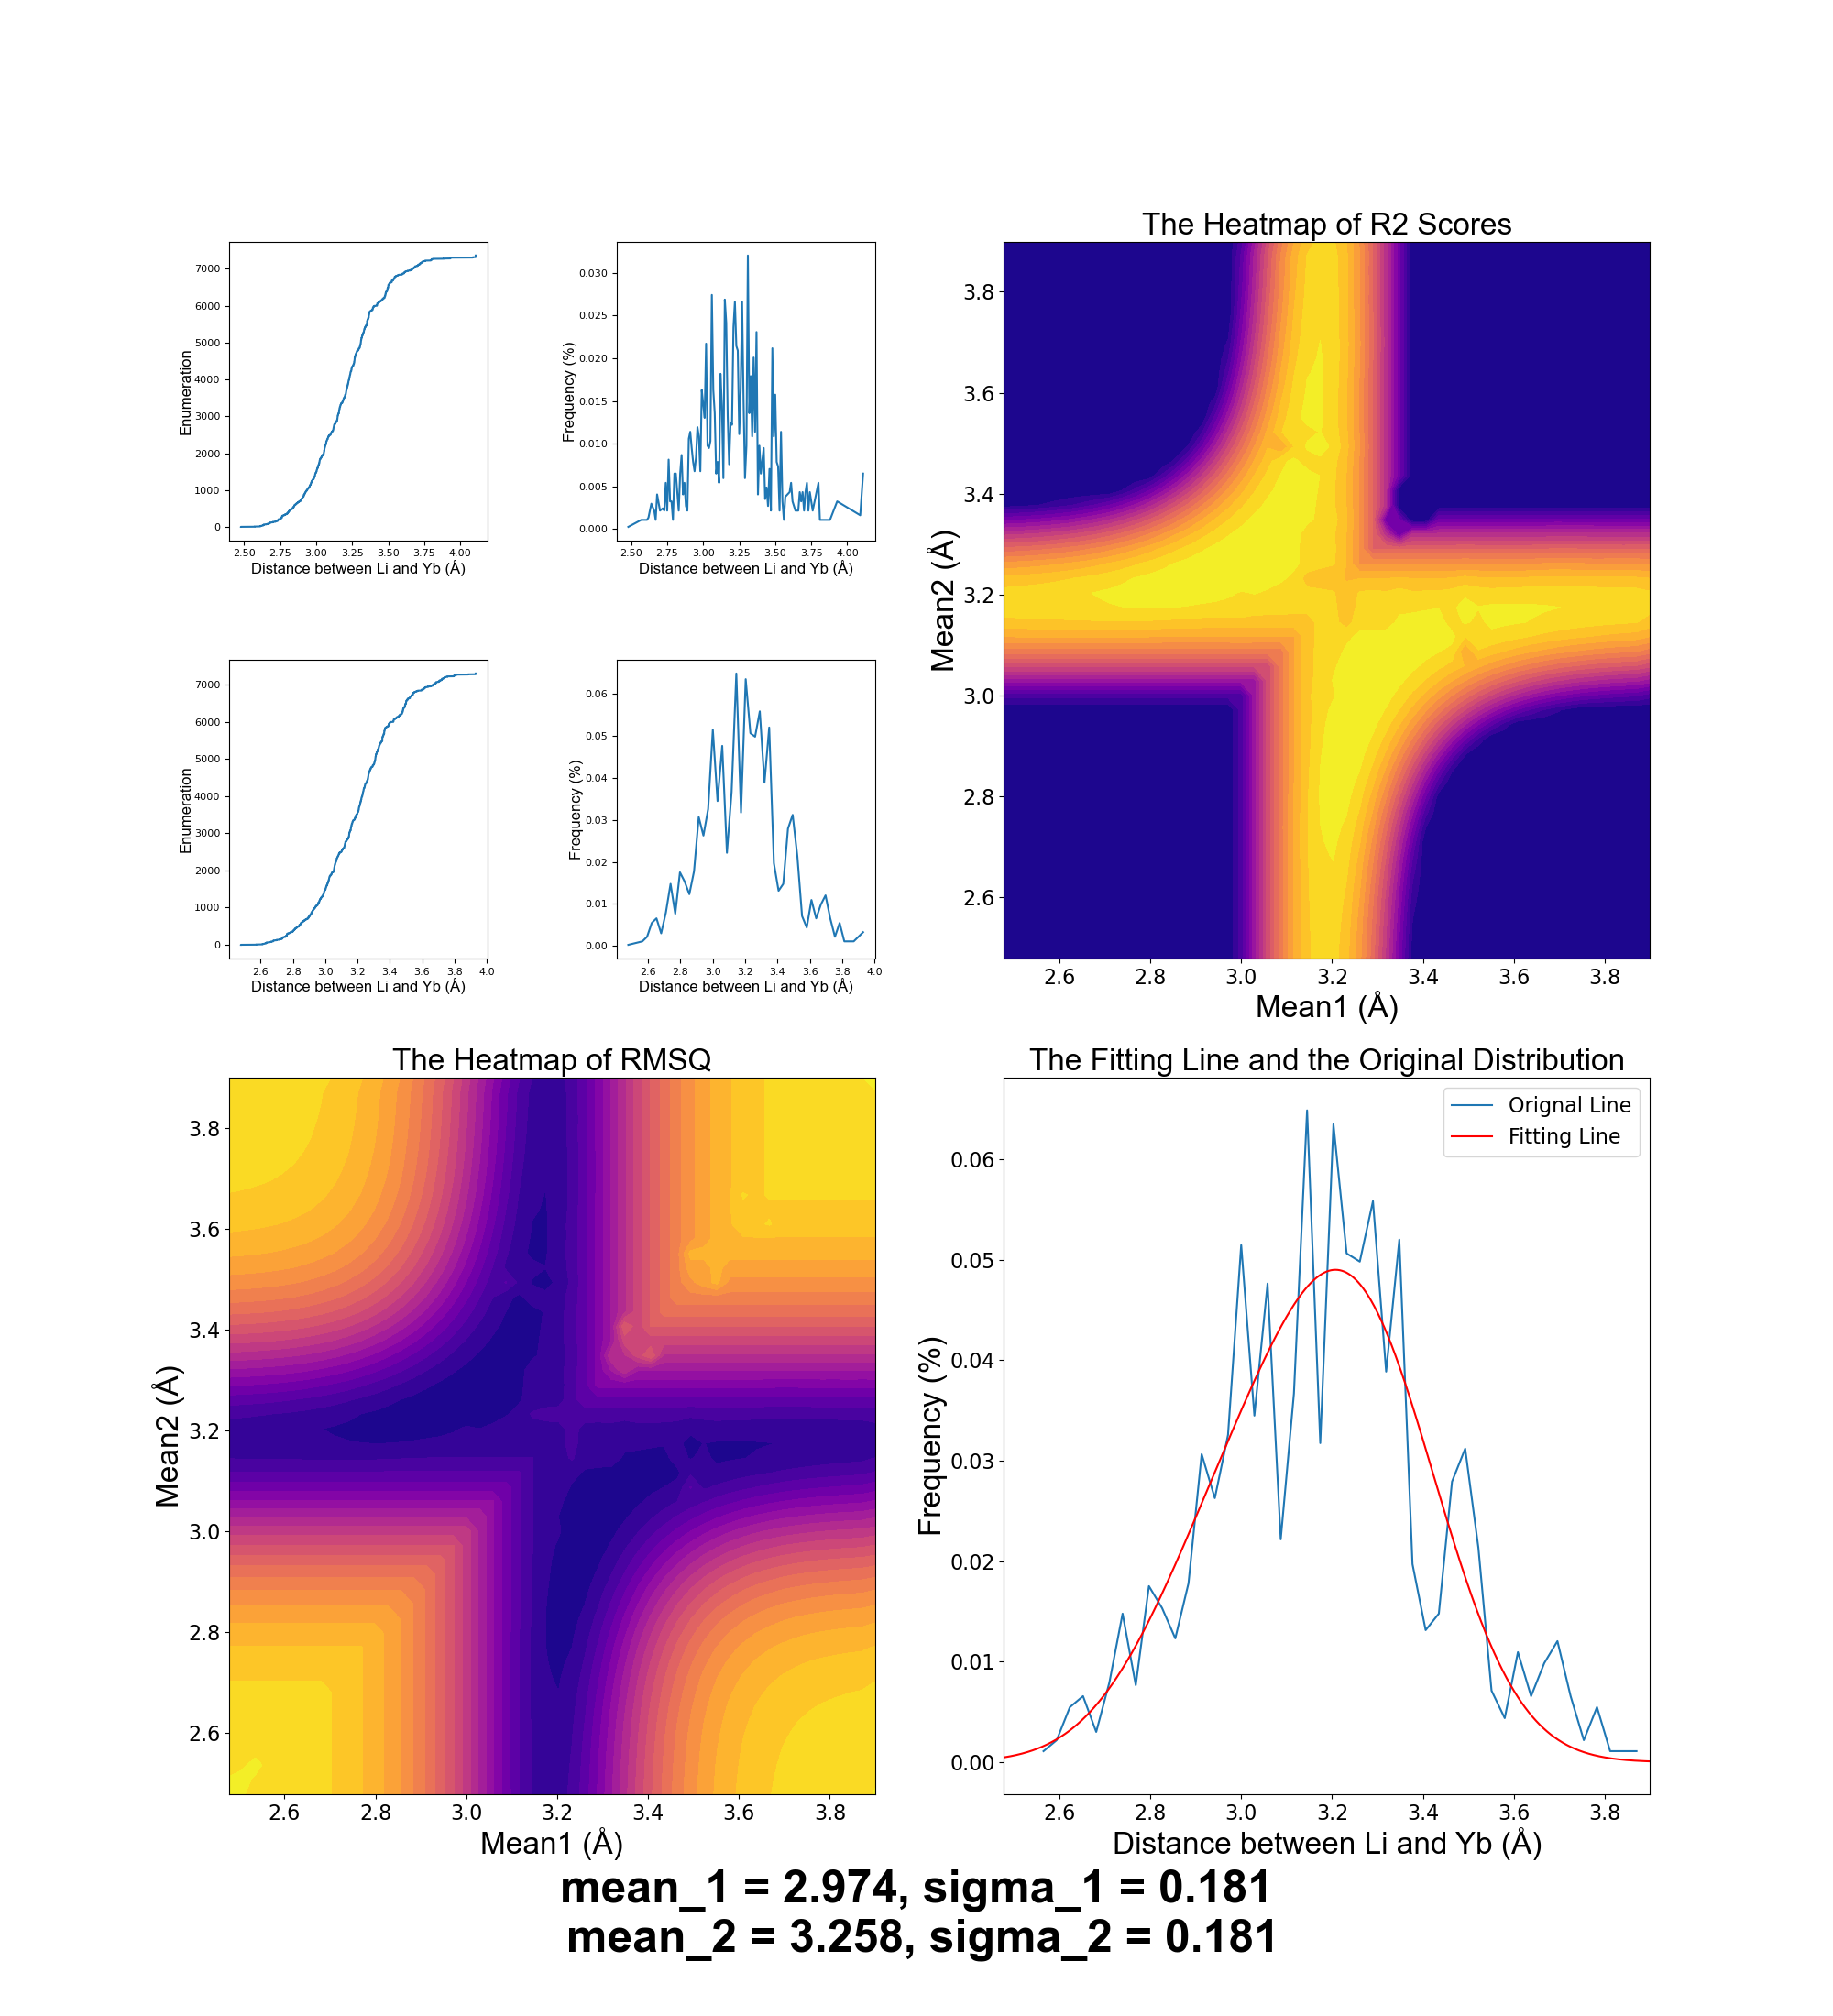 Enumeration
7000
6000
5000
4000
3000
2000
1000
0
2.50 2.75 3.00 3.25 3.50 3.75 4.00
Distance between Li and Yb (Å)
Frequency (%)
0.030
0.025
0.020
0.015
0.010
0.005
0.000
2.50 2.75 3.00 3.25 3.50 3.75 4.00
Distance between Li and Yb (Å)
The Heatmap of R2 Scores
Mean2 (Å)
3.8
3.6
3.4
3.2
3.0
2.8
2.6
2.6 2.8 3.0 3.2 3.4 3.6 3.8
Mean1 (Å)
Enumeration
7000
6000
5000
4000
3000
2000
1000
0
2.6 2.8 3.0 3.2 3.4 3.6 3.8 4.0
Distance between Li and Yb (Å)
Frequency (%)
0.06
0.05
0.04
0.03
0.02
0.01
0.00
2.6 2.8 3.0 3.2 3.4 3.6 3.8 4.0
Distance between Li and Yb (Å)
The Heatmap of RMSQ
Mean2 (Å)
3.8
3.6
3.4
3.2
3.0
2.8
2.6
2.6 2.8 3.0 3.2 3.4 3.6 3.8
Mean1 (Å)
The Fitting Line and the Original Distribution
Orignal Line
Fitting Line
Frequency (%)
0.06
0.05
0.04
0.03
0.02
0.01
0.00
2.6 2.8 3.0 3.2 3.4 3.6 3.8
Distance between Li and Yb (Å)
mean_1 = 2.974, sigma_1 = 0.181
mean_2 = 3.258, sigma_2 = 0.181